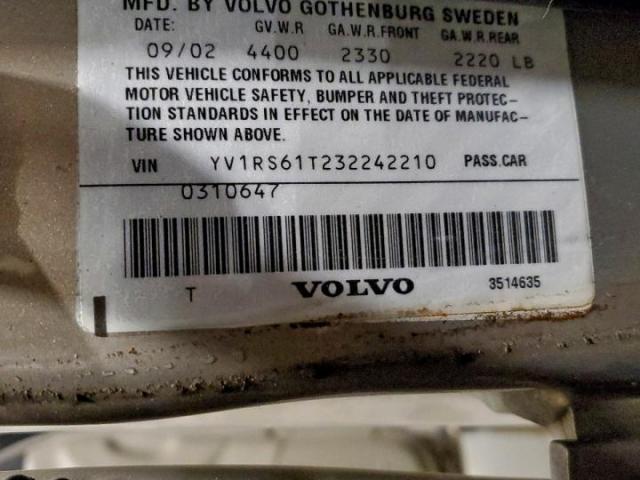 MFD. BY VOLVO GOTHENBURG SWEDEN
DATE: G.V.W.R GA.W.R.FRONT GA.W.R.REAR
09/02 4400 2330 2220 LB
THIS VEHICLE CONFORMS TO ALL APPLICABLE FEDERAL
MOTOR VEHICLE SAFETY, BUMPER AND THEFT PROTEC-
TION STANDARDS IN EFFECT ON THE DATE OF MANUFAC-
TURE SHOWN ABOVE.
VIN YV1RS61T232242210 PASS.CAR
0310647
T VOLVO 3514635